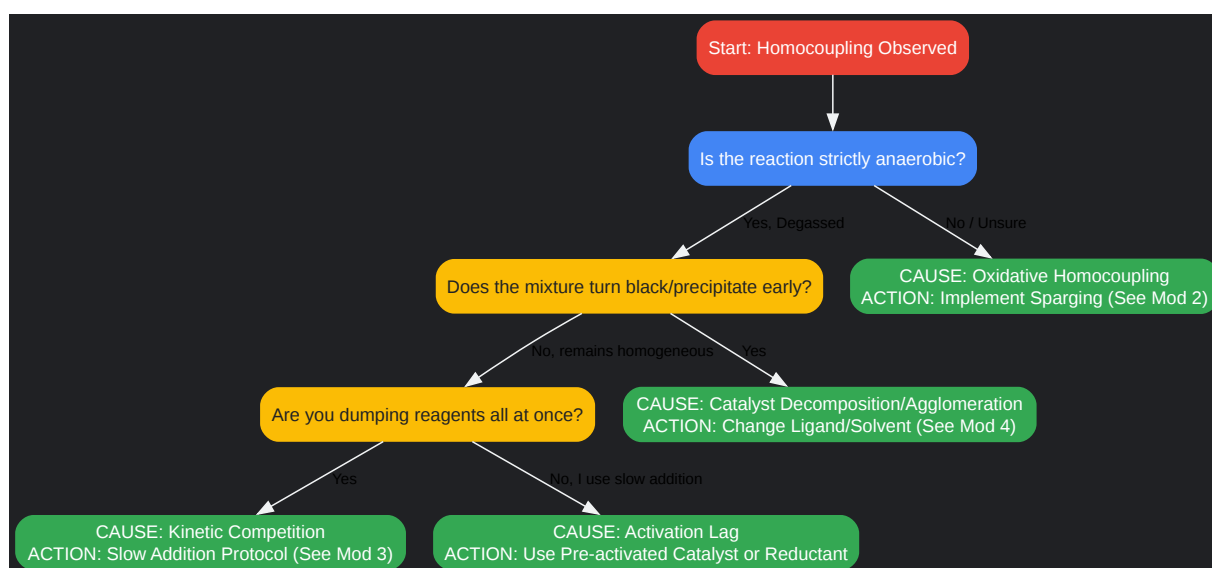 Start: Homocoupling Observed
Is the reaction strictly anaerobic?
Yes, Degassed
No / Unsure
Does the mixture turn black/precipitate early?
CAUSE: Oxidative Homocoupling
ACTION: Implement Sparging (See Mod 2)
No, remains homogeneous
Yes
Are you dumping reagents all at once?
CAUSE: Catalyst Decomposition/Agglomeration
ACTION: Change Ligand/Solvent (See Mod 4)
Yes
No, I use slow addition
CAUSE: Kinetic Competition
ACTION: Slow Addition Protocol (See Mod 3)
CAUSE: Activation Lag
ACTION: Use Pre-activated Catalyst or Reductant